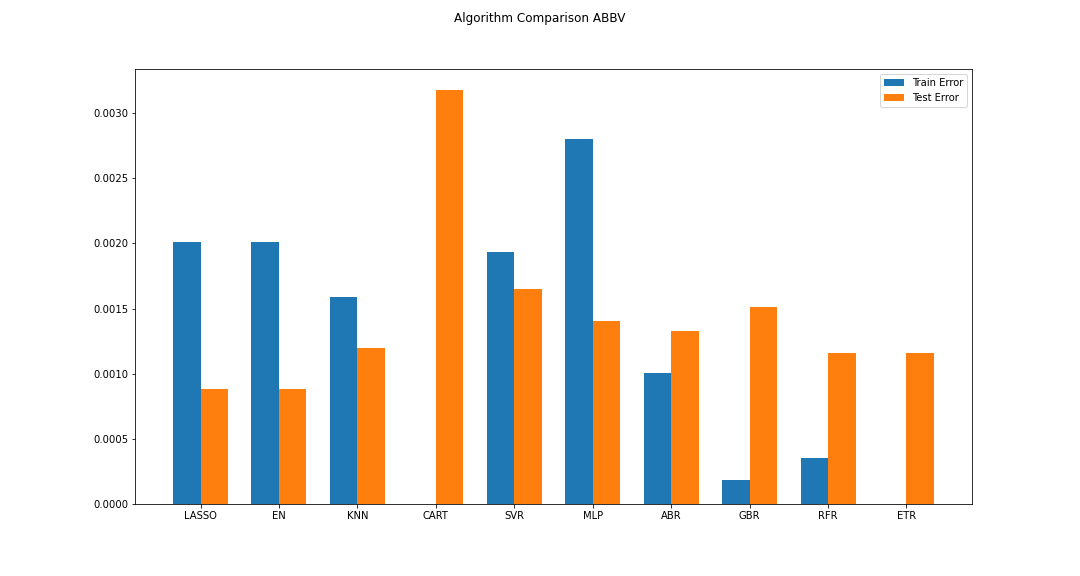 Algorithm Comparison ABBV
Train Error
Test Error
0.0030
0.0025
0.0020
0.0015
0.0010
0.0005
0.0000
LASSO EN KNN CART SVR MLP ABR GBR RFR ETR